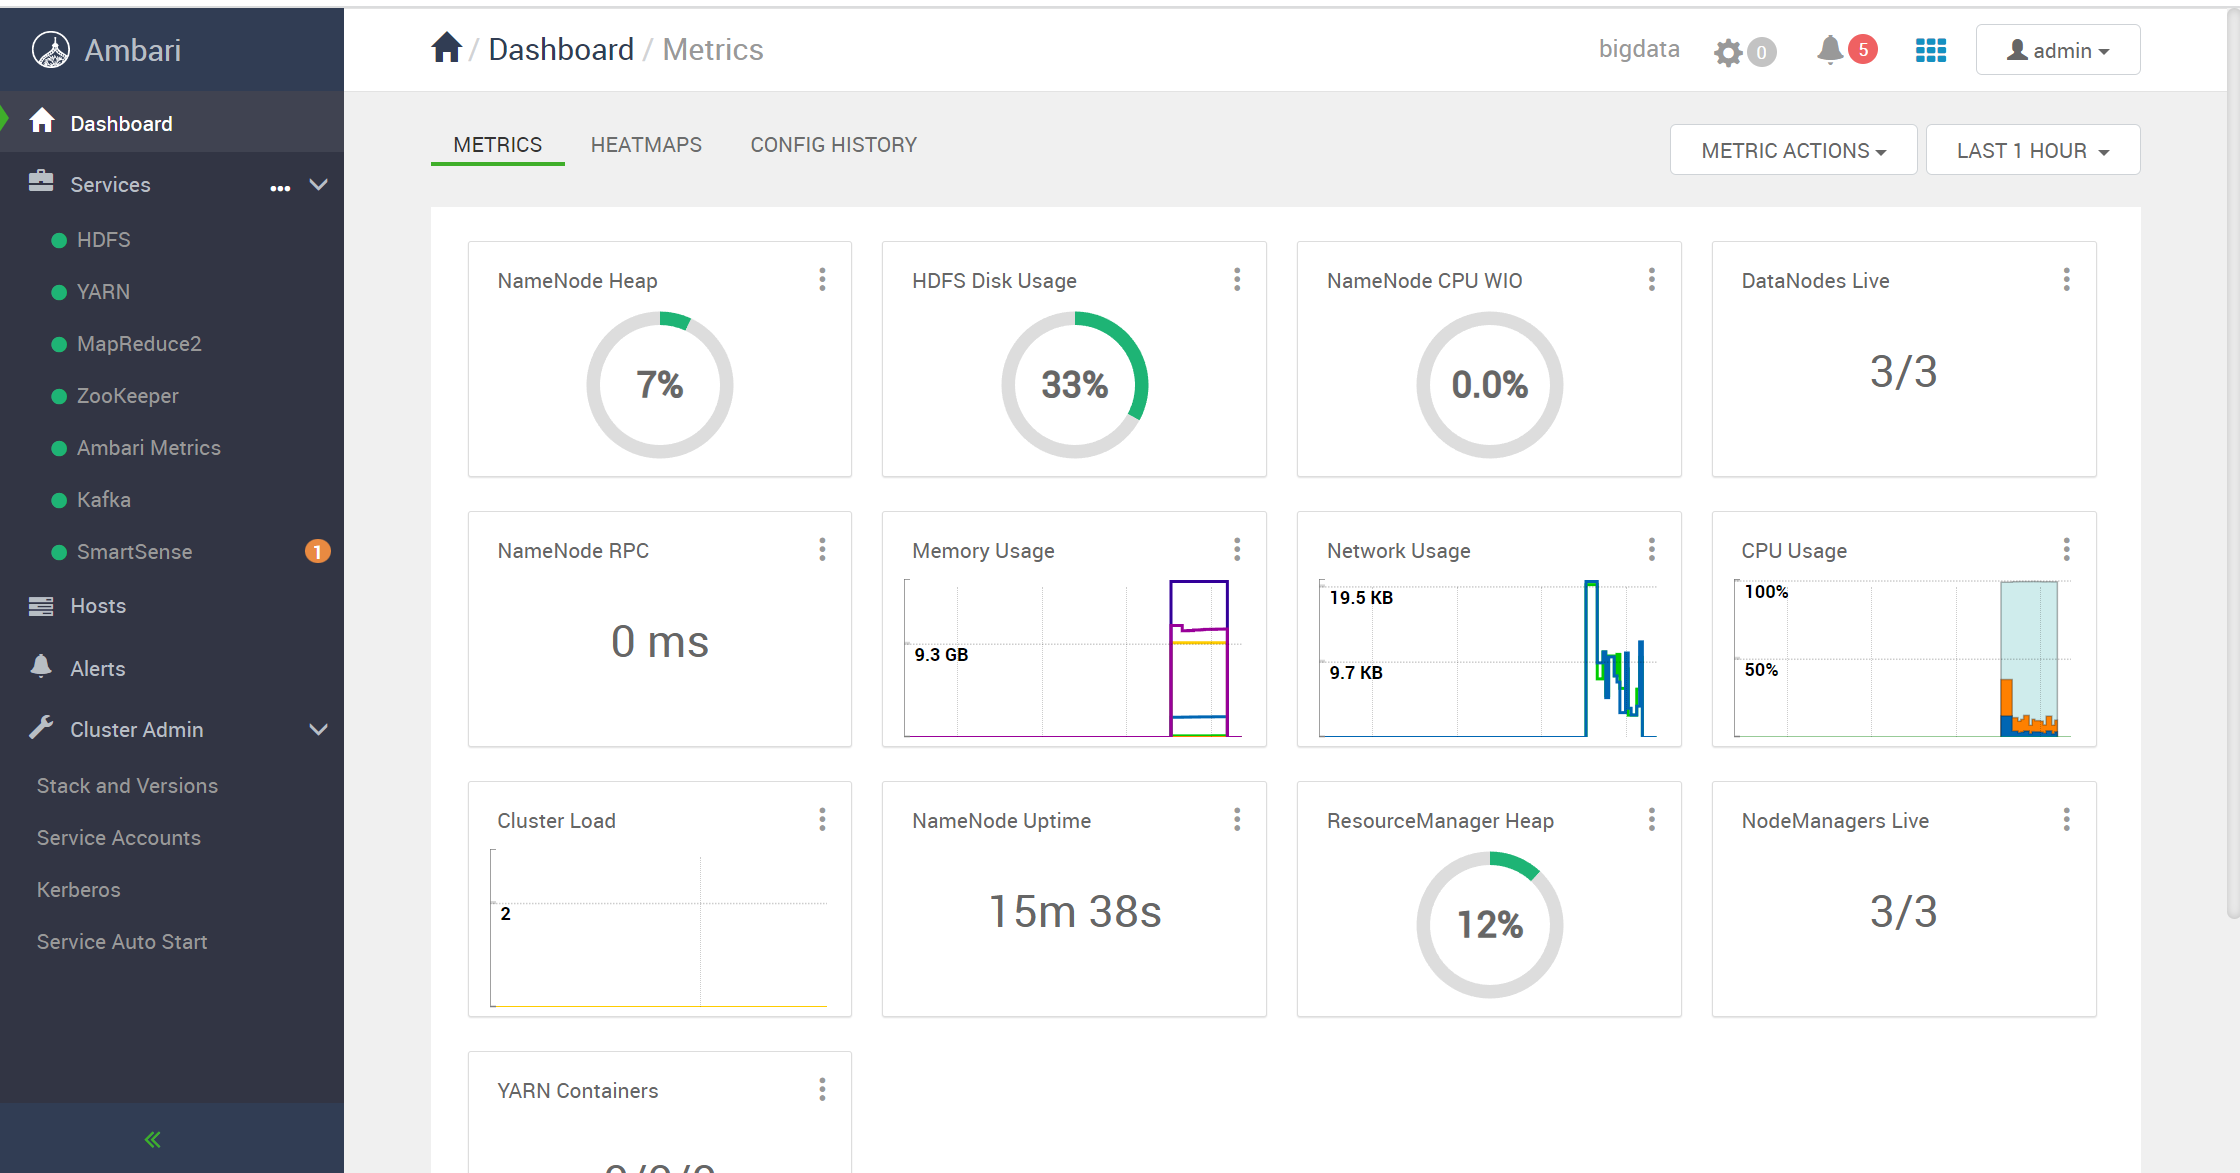 Ambari
/ Dashboard / Metrics
bigdata
0
5
admin
Dashboard
Services
HDFS
YARN
MapReduce2
ZooKeeper
Ambari Metrics
Kafka
SmartSense
1
Hosts
Alerts
Cluster Admin
Stack and Versions
Service Accounts
Kerberos
Service Auto Start
METRICS
HEATMAPS
CONFIG HISTORY
METRIC ACTIONS
LAST 1 HOUR
NameNode Heap
7%
HDFS Disk Usage
33%
NameNode CPU WIO
0.0%
DataNodes Live
3/3
NameNode RPC
0 ms
Memory Usage
9.3 GB
Network Usage
19.5 KB
9.7 KB
CPU Usage
100%
50%
Cluster Load
2
NameNode Uptime
15m 38s
ResourceManager Heap
12%
NodeManagers Live
3/3
YARN Containers